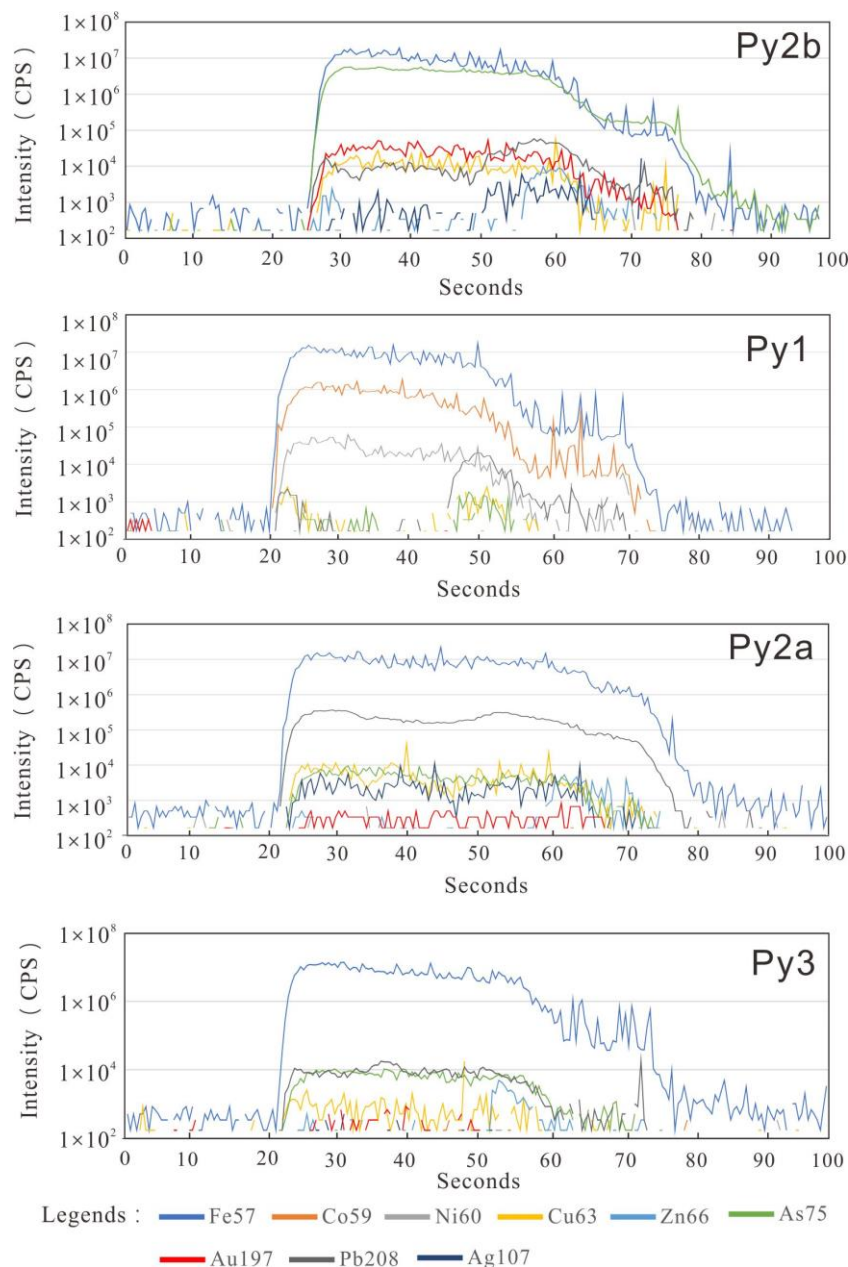 Py2b
Intensity ( CPS )
1×10⁸
1×10⁷
1×10⁶
1×10⁵
1×10⁴
1×10³
1×10²
0 10 20 30 40 50 60 70 80 90 100
Seconds
Py1
Intensity ( CPS )
1×10⁸
1×10⁷
1×10⁶
1×10⁵
1×10⁴
1×10³
1×10²
0 10 20 30 40 50 60 70 80 90 100
Seconds
Py2a
Intensity ( CPS )
1×10⁸
1×10⁷
1×10⁶
1×10⁵
1×10⁴
1×10³
1×10²
0 10 20 30 40 50 60 70 80 90 100
Seconds
Py3
Intensity ( CPS )
1×10⁸
1×10⁶
1×10⁴
1×10²
0 10 20 30 40 50 60 70 80 90 100
Seconds
Legends : Fe57 Co59 Ni60 Cu63 Zn66 As75
Au197 Pb208 Ag107